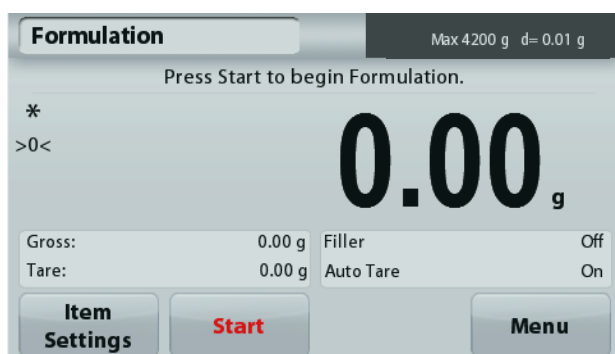 Formulation
Max 4200 g d= 0.01 g
Press Start to begin Formulation.
*
>0<
0.00 g
Gross: 0.00 g
Tare: 0.00 g
Filler Off
Auto Tare On
Item
Settings
Start
Menu